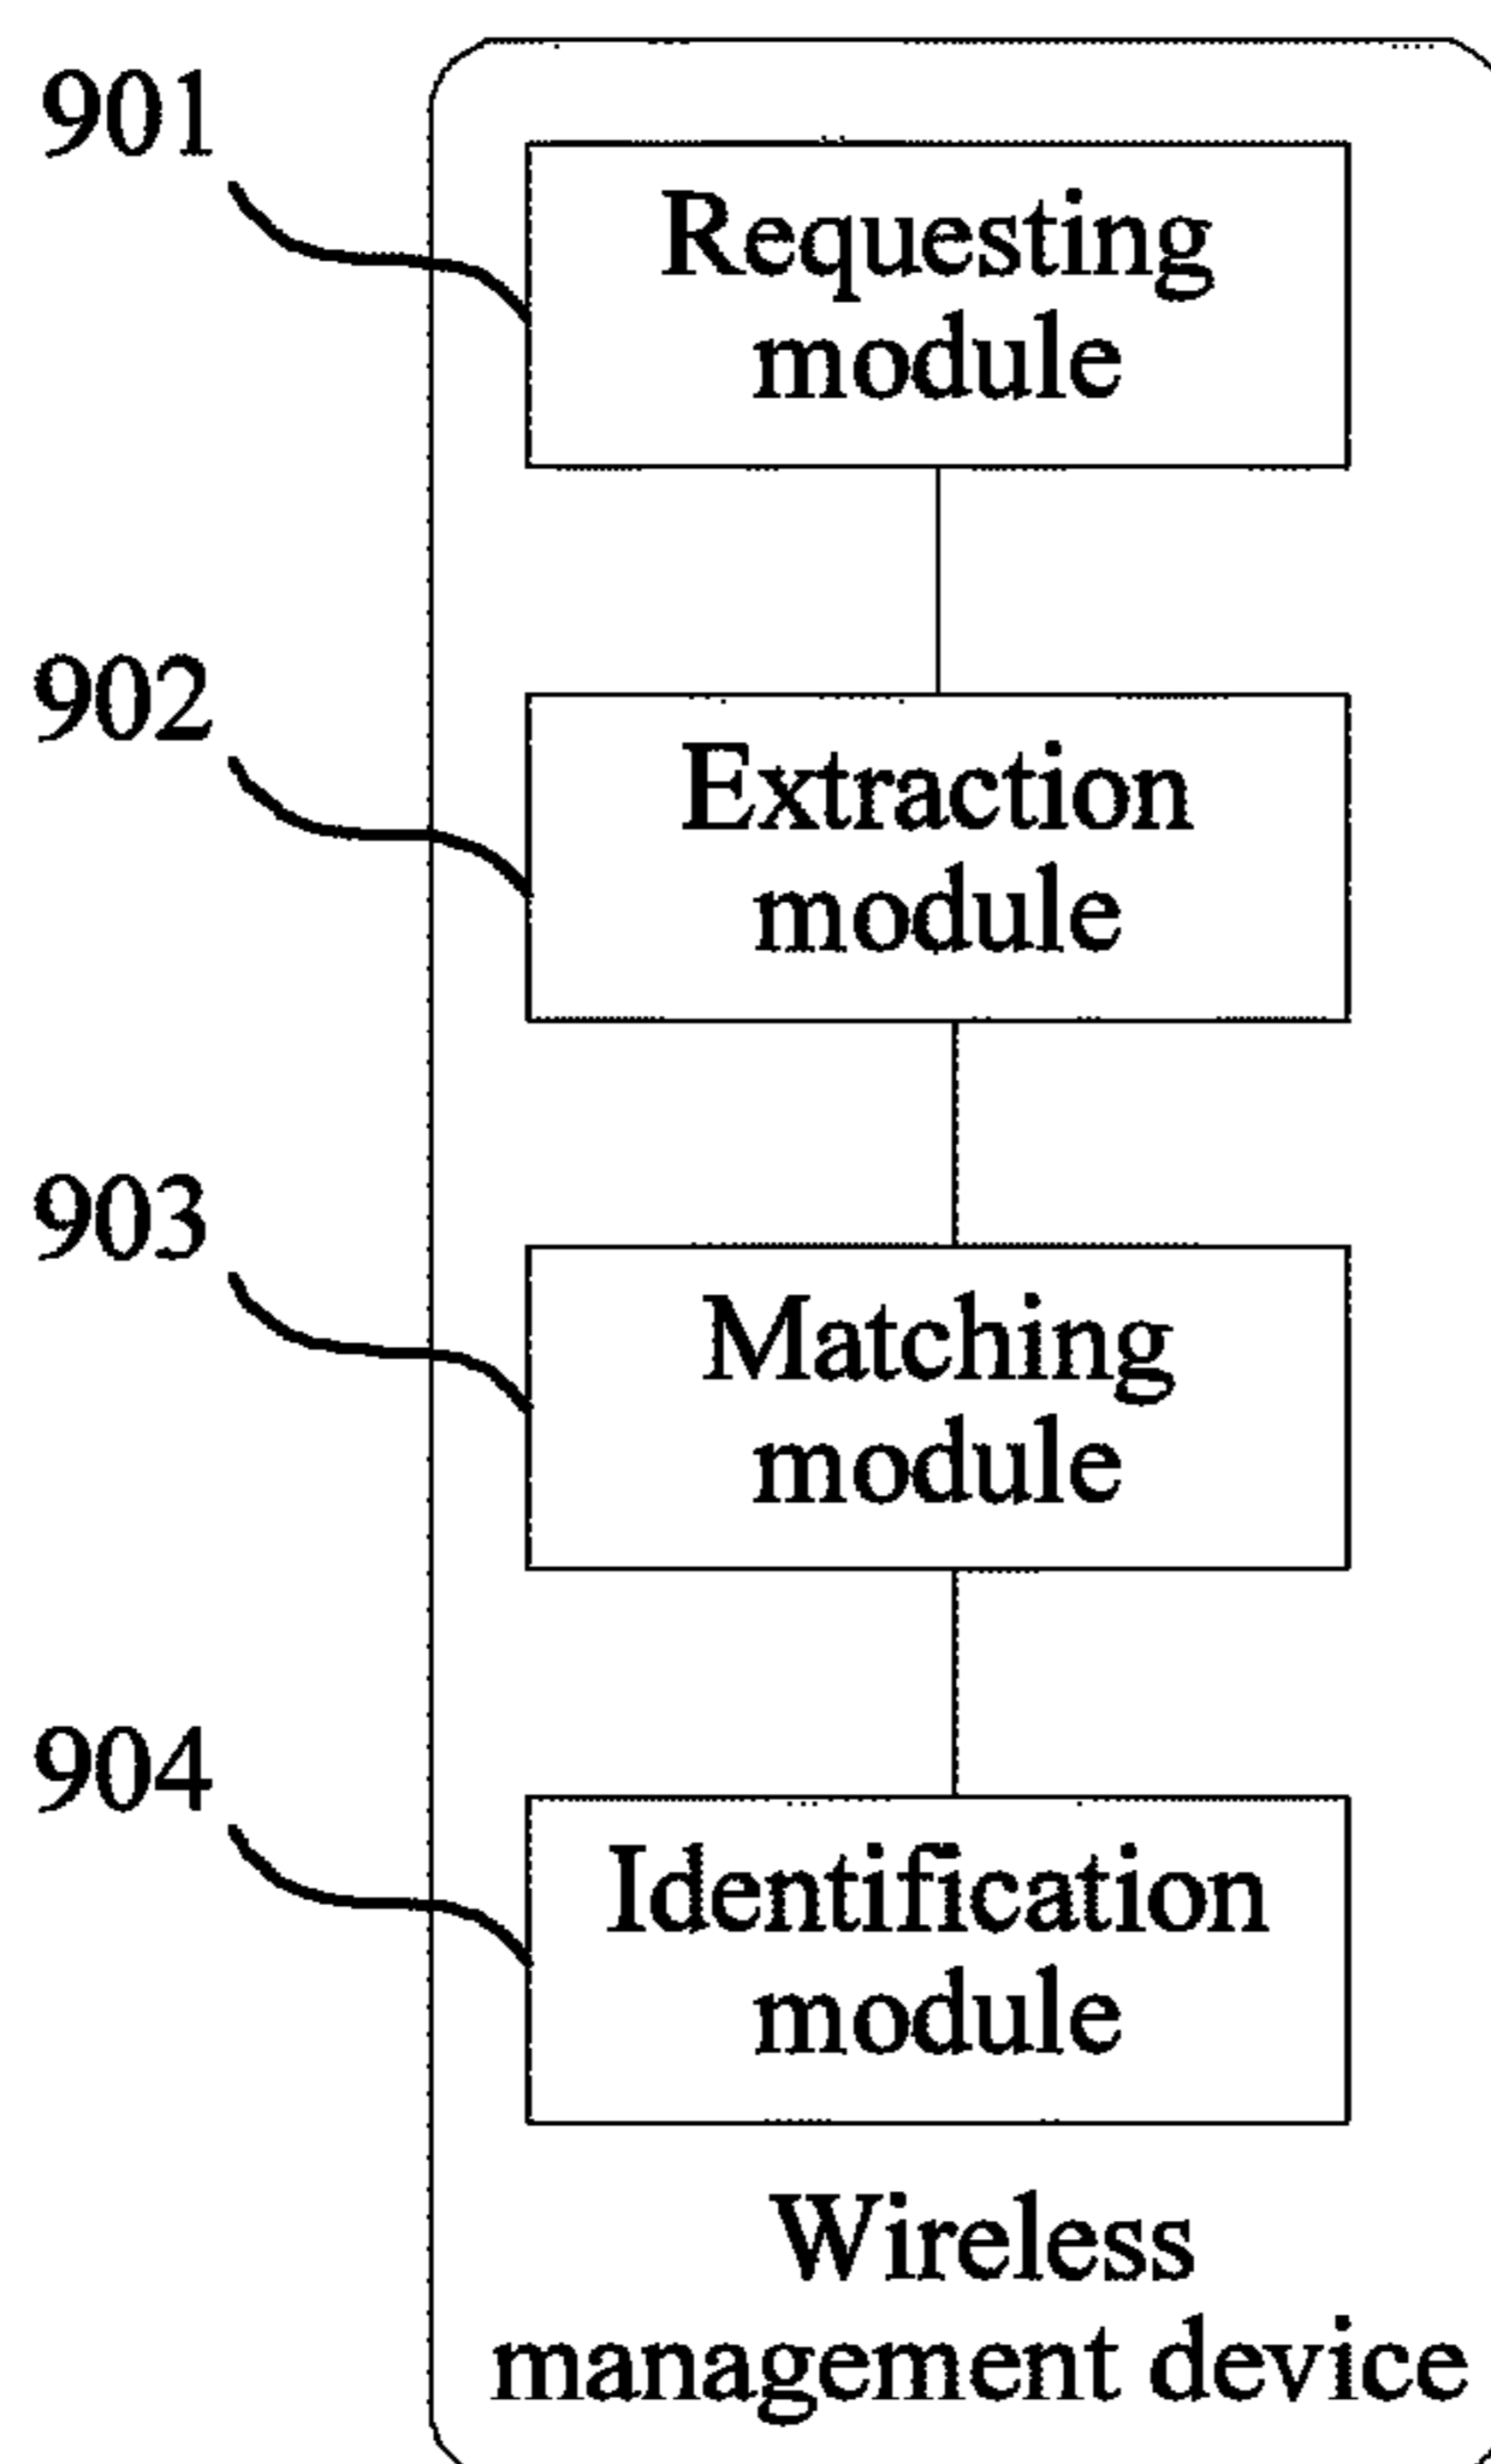 901
Requesting
module
902
Extraction
module
903
Matching
module
904
Identification
module
Wireless
management device